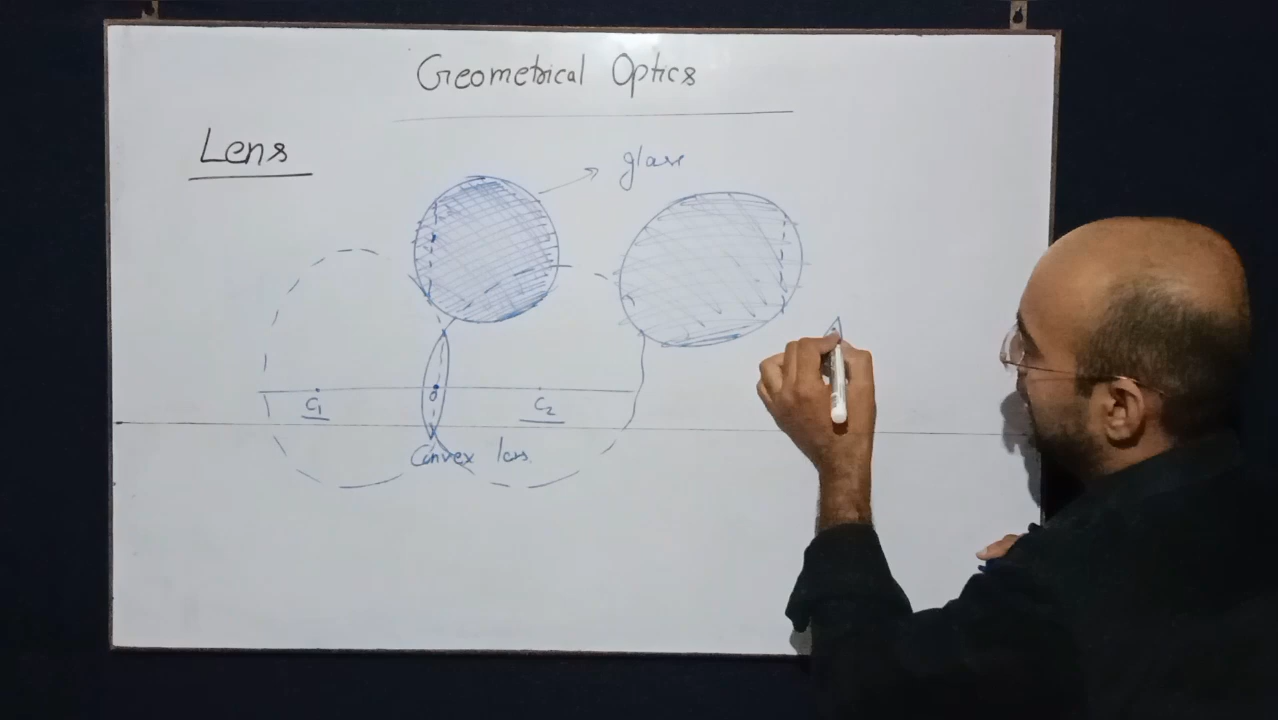 Geometrical Optics
Lens
glass
C1
O
C2
Convex lens.